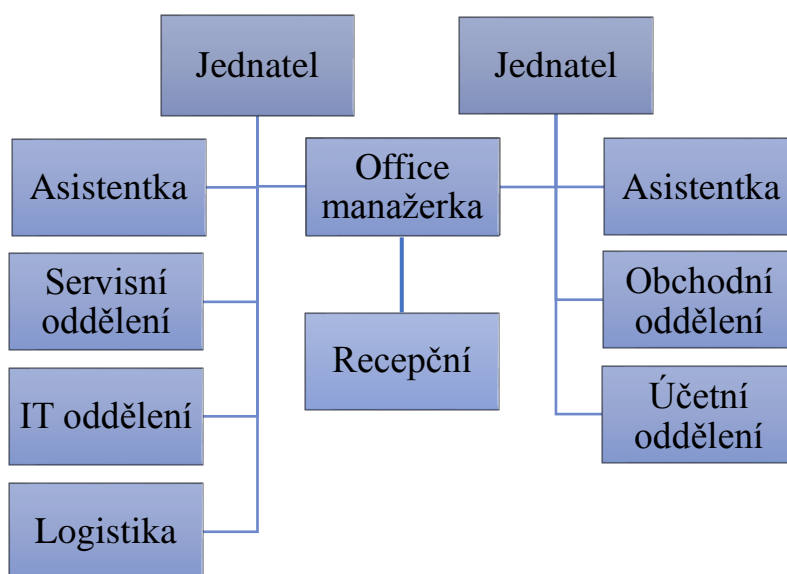 Jednatel
Jednatel
Asistentka
Office
manažerka
Asistentka
Servisní
oddělení
Obchodní
oddělení
Recepční
IT oddělení
Účetní
oddělení
Logistika